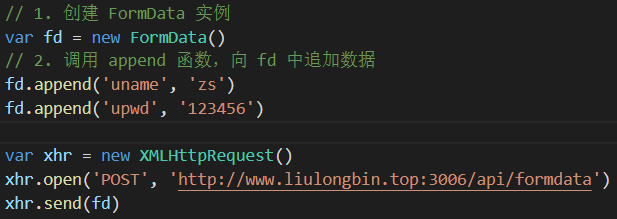 // 1. 创建 FormData 实例
var fd = new FormData()
// 2. 调用 append 函数，向 fd 中追加数据
fd.append('uname', 'zs')
fd.append('upwd', '123456')
var xhr = new XMLHttpRequest()
xhr.open('POST', 'http://www.liulongbin.top:3006/api/formdata')
xhr.send(fd)